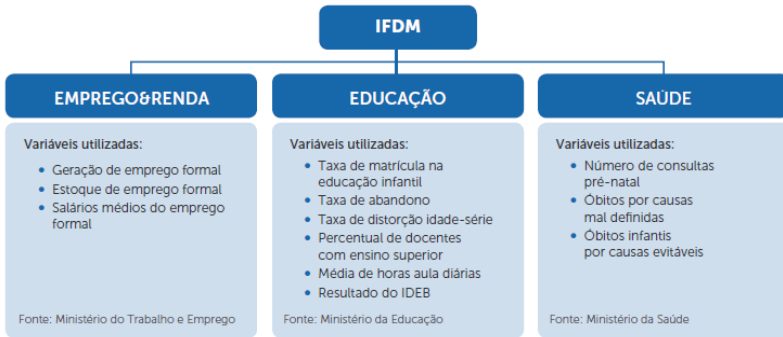 IFDM
EMPREGO&RENDA
Variáveis utilizadas:
• Geração de emprego formal
• Estoque de emprego formal
• Salários médios do emprego
formal
Fonte: Ministério do Trabalho e Emprego
EDUCAÇÃO
Variáveis utilizadas:
• Taxa de matrícula na
educação infantil
• Taxa de abandono
• Taxa de distorção idade-série
• Percentual de docentes
com ensino superior
• Média de horas aula diárias
• Resultado do IDEB
Fonte: Ministério da Educação
SAÚDE
Variáveis utilizadas:
• Número de consultas
pré-natal
• Óbitos por causas
mal definidas
• Óbitos infantis
por causas evitáveis
Fonte: Ministério da Saúde